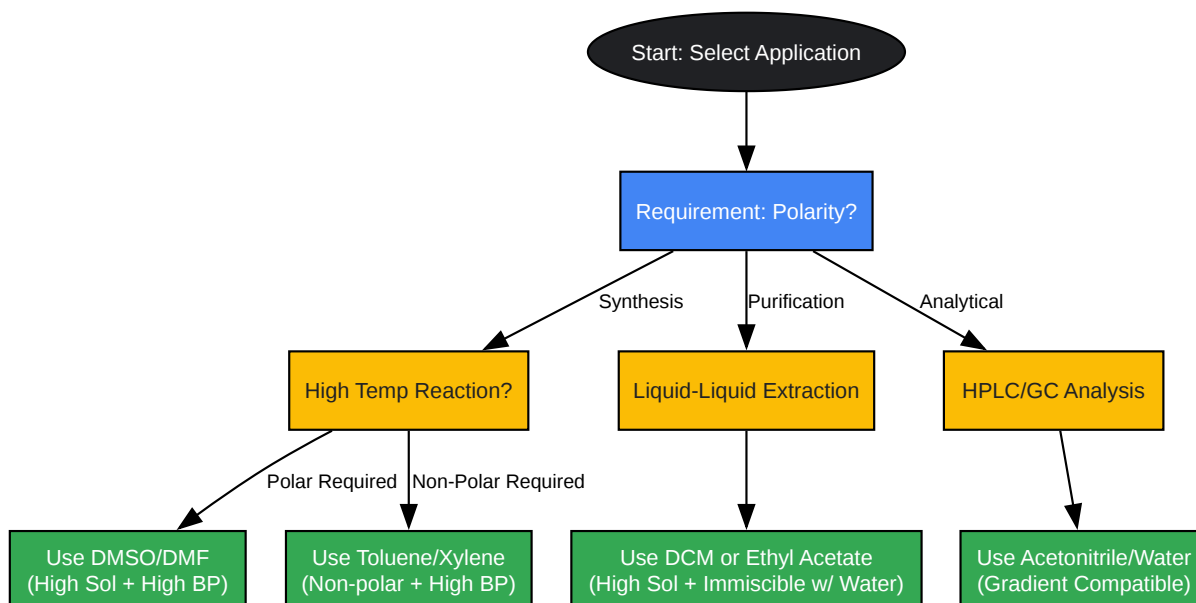 Start: Select Application
Requirement: Polarity?
Synthesis
Purification
Analytical
High Temp Reaction?
Liquid-Liquid Extraction
HPLC/GC Analysis
Polar Required
Non-Polar Required
Use DMSO/DMF
(High Sol + High BP)
Use Toluene/Xylene
(Non-polar + High BP)
Use DCM or Ethyl Acetate
(High Sol + Immiscible w/ Water)
Use Acetonitrile/Water
(Gradient Compatible)